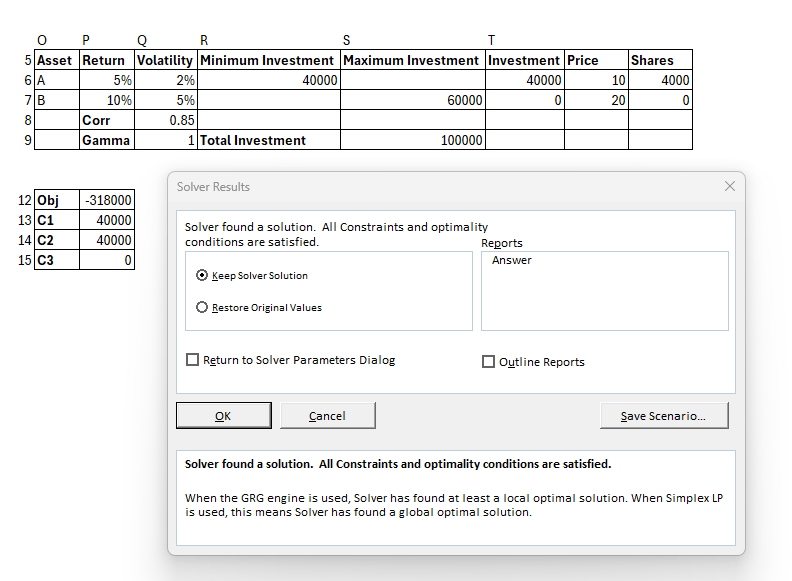 O P Q R S T
5 Asset Return Volatility Minimum Investment Maximum Investment Investment Price Shares
6 A 5% 2% 40000 40000 10 4000
7 B 10% 5% 60000 0 20 0
8 Corr 0.85
9 Gamma 1 Total Investment 100000
12 Obj -318000
13 C1 40000
14 C2 40000
15 C3 0
Solver Results
Solver found a solution. All Constraints and optimality
conditions are satisfied.
Reports
Answer
Keep Solver Solution
Restore Original Values
Return to Solver Parameters Dialog
Outline Reports
OK Cancel Save Scenario...
Solver found a solution. All Constraints and optimality conditions are satisfied.
When the GRG engine is used, Solver has found at least a local optimal solution. When Simplex LP
is used, this means Solver has found a global optimal solution.